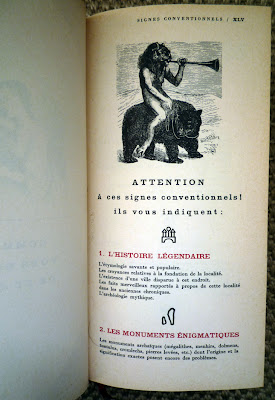 SIGNES CONVENTIONNELS / XLV
ATTENTION
à ces signes conventionnels!
ils vous indiquent :
1. L'HISTOIRE LÉGENDAIRE
L'étymologie savante et populaire.
Les croyances relatives à la fondation de la localité.
L'existence d'une ville disparue à cet endroit.
Les faits merveilleux rapportés à propos de cette localité
dans les anciennes chroniques.
L'archéologie mythique.
2. LES MONUMENTS ÉNIGMATIQUES
Les monuments archaïques (mégalithes, menhirs, dolmens,
tumulus, cromlechs, pierres levées, etc.) dont l'origine et la
signification exactes posent encore des problèmes.